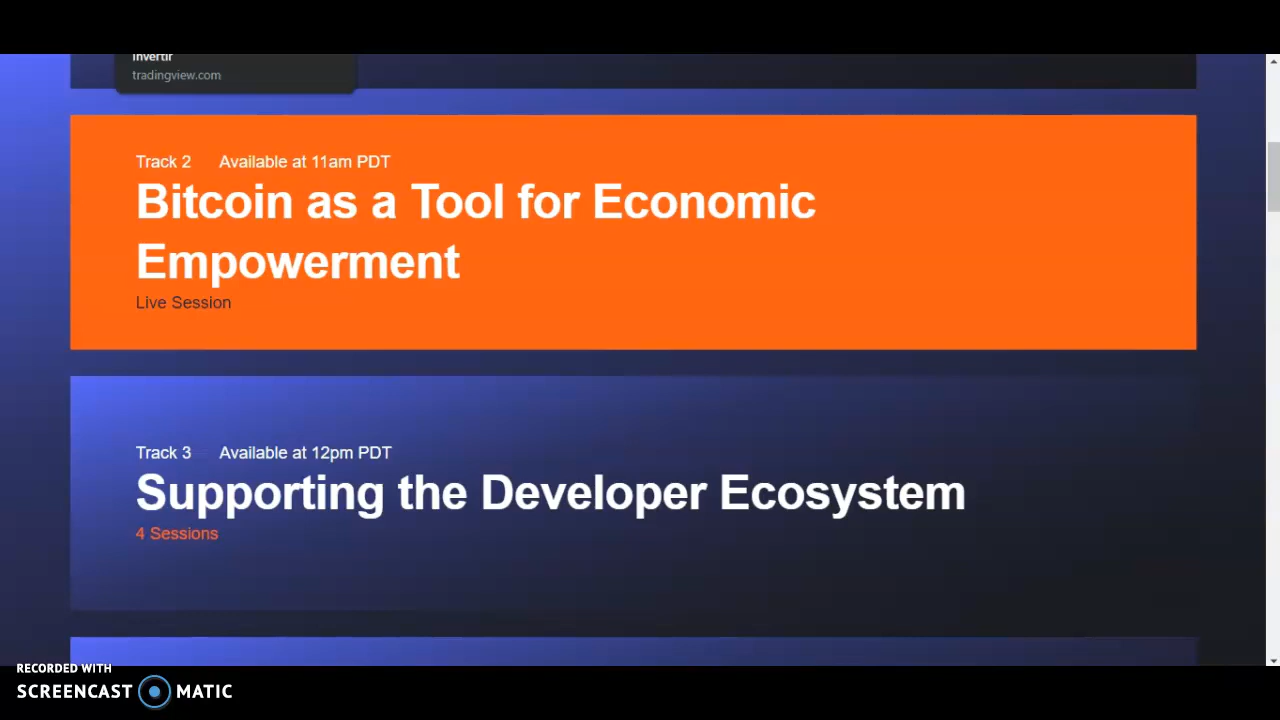 Invertir
tradingview.com
Track 2 Available at 11am PDT
Bitcoin as a Tool for Economic
Empowerment
Live Session
Track 3 Available at 12pm PDT
Supporting the Developer Ecosystem
4 Sessions
RECORDED WITH
SCREENCAST MATIC